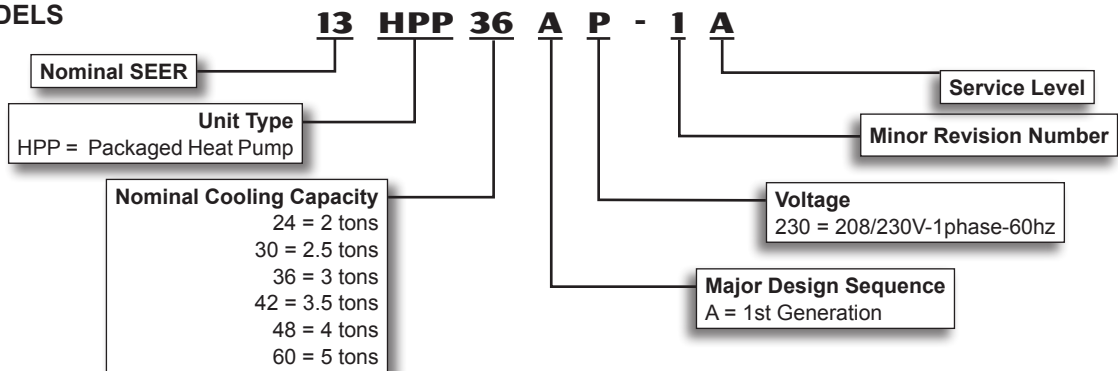 DELS
13 HPP 36 A P - 1 A
Nominal SEER
Unit Type
HPP = Packaged Heat Pump
Nominal Cooling Capacity
24 = 2 tons
30 = 2.5 tons
36 = 3 tons
42 = 3.5 tons
48 = 4 tons
60 = 5 tons
Service Level
Minor Revision Number
Voltage
230 = 208/230V-1phase-60hz
Major Design Sequence
A = 1st Generation